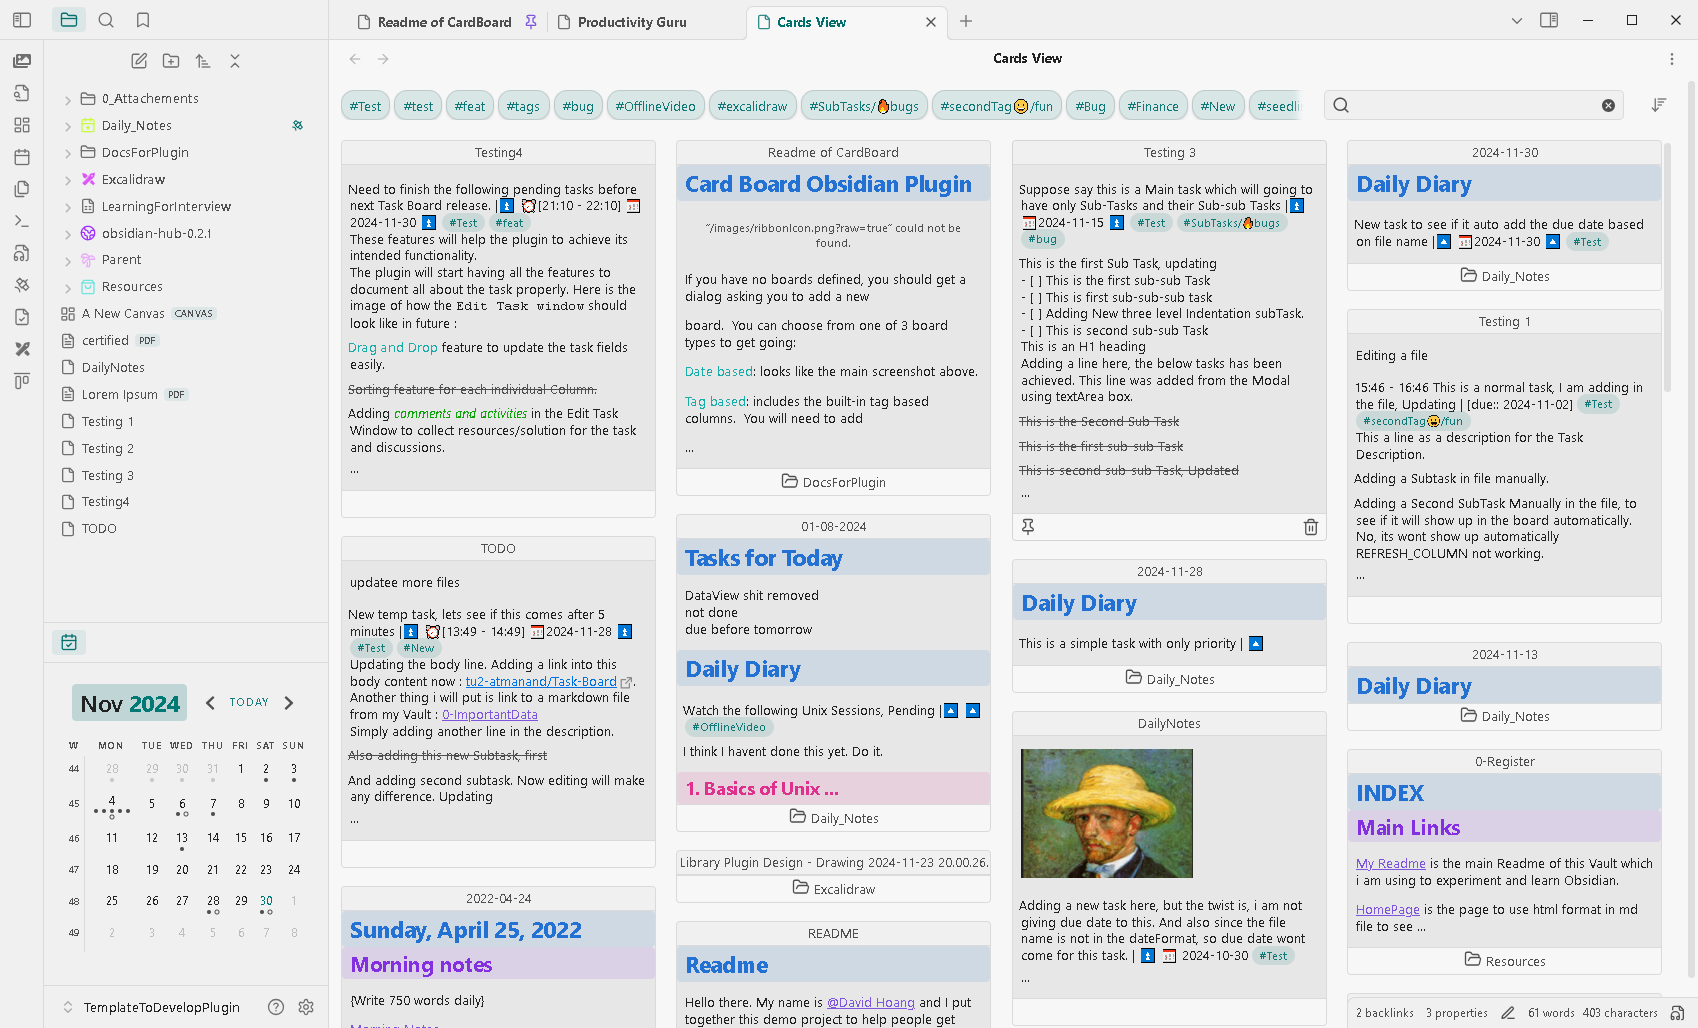 Readme of CardBoard
Productivity Guru
Cards View
Cards View
0_Attachements
Daily_Notes
DocsForPlugin
Excalidraw
LearningForInterview
obsidian-hub-0.2.1
Parent
Resources
A New Canvas CANVAS
certified PDF
DailyNotes
Lorem Ipsum PDF
Testing 1
Testing 2
Testing 3
Testing4
TODO
Nov 2024
TODAY
W MON TUE WED THU FRI SAT SUN
44 28 29 30 31 1 2 3
45 4 5 6 7 8 9 10
46 11 12 13 14 15 16 17
47 18 19 20 21 22 23 24
48 25 26 27 28 29 30 1
49 2 3 4 5 6 7 8
TemplateToDevelopPlugin
#Test #test #feat #tags #bug #OfflineVideo #excalidraw #SubTasks/🔥bugs #secondTag😀/fun #Bug #Finance #New #seedli
Testing4
Need to finish the following pending tasks before
next Task Board release. |⏫ ⏰[21:10 - 22:10] 📅
2024-11-30 ⏫ #Test #feat
These features will help the plugin to achieve its
intended functionality.
The plugin will start having all the features to
document all about the task properly. Here is the
image of how the Edit Task window should
look like in future :
Drag and Drop feature to update the task fields
easily.
Sorting feature for each individual Column.
Adding comments and activities in the Edit Task
Window to collect resources/solution for the task
and discussions.
...
TODO
updatee more files
New temp task, lets see if this comes after 5
minutes |⏫ ⏰[13:49 - 14:49] 📅2024-11-28 ⏫
#Test #New
Updating the body line. Adding a link into this
body content now : tu2-atmanand/Task-Board.
Another thing i will put is link to a markdown file
from my Vault : 0-ImportantData
Simply adding another line in the description.
Also adding this new Subtask, first
And adding second subtask. Now editing will make
any difference. Updating
...
2022-04-24
Sunday, April 25, 2022
Morning notes
{Write 750 words daily}
Morning Notes
Readme of CardBoard
Card Board Obsidian Plugin
"/images/ribbonIcon.png?raw=true" could not be
found.
If you have no boards defined, you should get a
dialog asking you to add a new
board. You can choose from one of 3 board
types to get going:
Date based: looks like the main screenshot above.
Tag based: includes the built-in tag based
columns. You will need to add
...
DocsForPlugin
01-08-2024
Tasks for Today
DataView shit removed
not done
due before tomorrow
Daily Diary
Watch the following Unix Sessions, Pending |🔼 🔼
#OfflineVideo
I think I havent done this yet. Do it.
1. Basics of Unix ...
Daily_Notes
Library Plugin Design - Drawing 2024-11-23 20.00.26.
Excalidraw
README
Readme
Hello there. My name is @David Hoang and I put
together this demo project to help people get
Testing 3
Suppose say this is a Main task which will going to
have only Sub-Tasks and their Sub-sub Tasks |⏫
📅2024-11-15 ⏫ #Test #SubTasks/🔥bugs
#bug
This is the first Sub Task, updating
- [ ] This is the first sub-sub Task
- [ ] This is first sub-sub-sub task
- [ ] Adding New three level Indentation subTask.
- [ ] This is second sub-sub Task
This is an H1 heading
Adding a line here, the below tasks has been
achieved. This line was added from the Modal
using textArea box.
This is the Second Sub Task
This is the first sub-sub Task
This is second sub-sub Task, Updated
...
2024-11-28
Daily Diary
This is a simple task with only priority | 🔼
Daily_Notes
DailyNotes
Adding a new task here, but the twist is, i am not
giving due date to this. And also since the file
name is not in the dateFormat, so due date wont
come for this task. | ⏫ 📅 2024-10-30 #Test
...
2024-11-30
Daily Diary
New task to see if it auto add the due date based
on file name |🔼 📅2024-11-30 🔼 #Test
Daily_Notes
Testing 1
Editing a file
15:46 - 16:46 This is a normal task, I am adding in
the file, Updating | [due:: 2024-11-02] #Test
#secondTag😀/fun
This a line as a description for the Task
Description.
Adding a Subtask in file manually.
Adding a Second SubTask Manually in the file, to
see if it will show up in the board automatically.
No, its wont show up automatically
REFRESH_COLUMN not working.
...
2024-11-13
Daily Diary
Daily_Notes
0-Register
INDEX
Main Links
My Readme is the main Readme of this Vault which
i am using to experiment and learn Obsidian.
HomePage is the page to use html format in md
file to see ...
Resources
2 backlinks 3 properties 61 words 403 characters